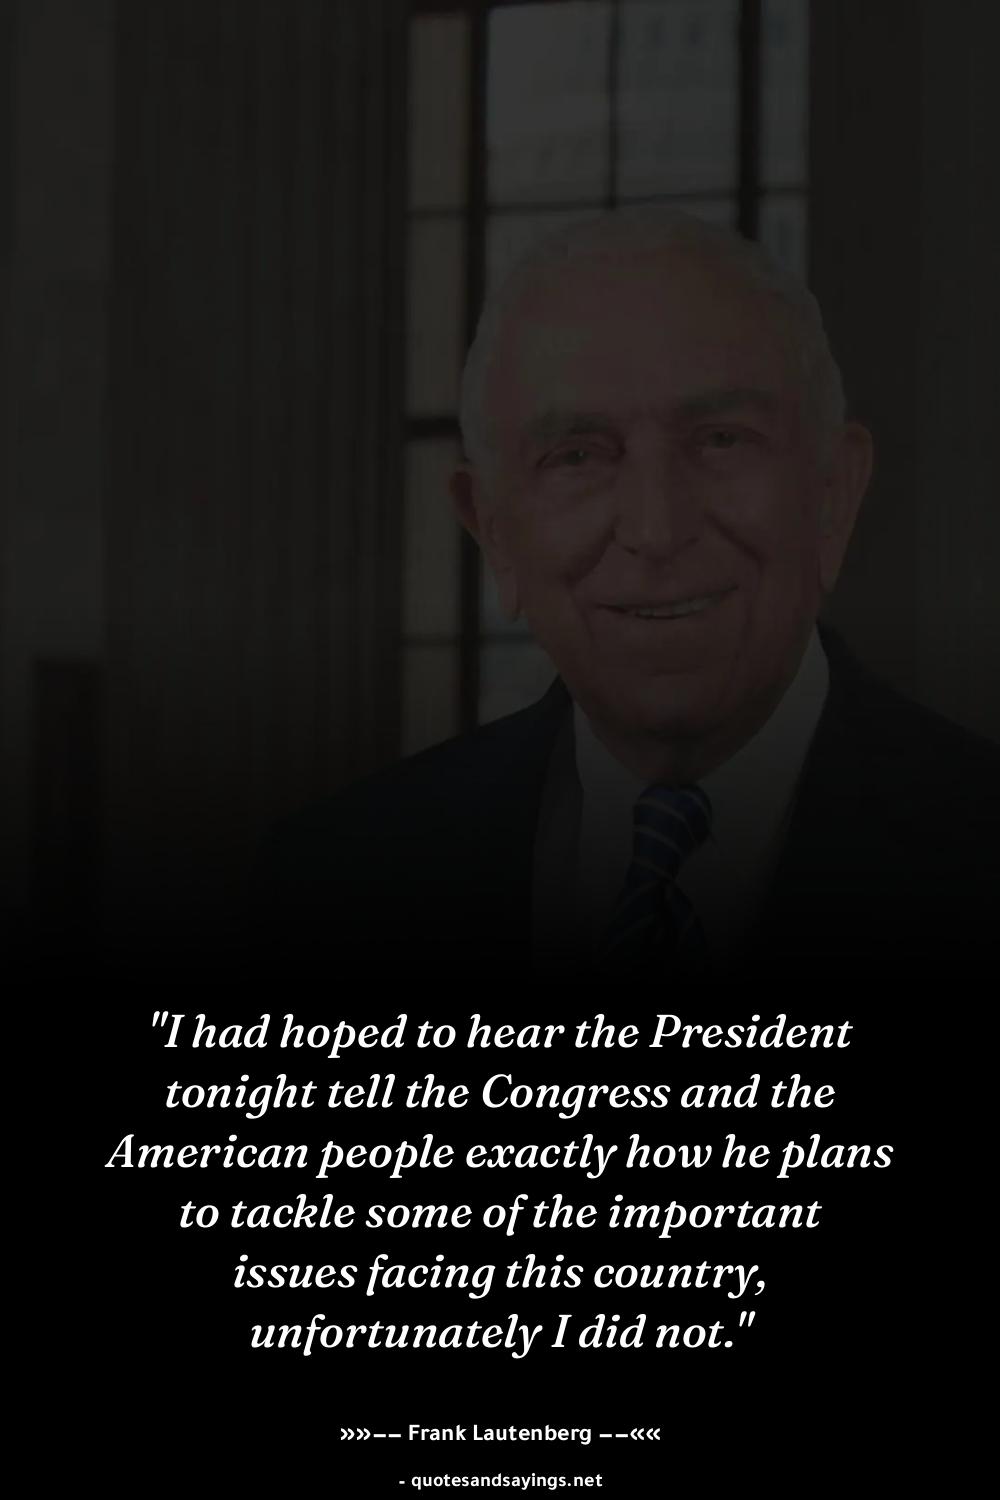 "I had hoped to hear the President
tonight tell the Congress and the
American people exactly how he plans
to tackle some of the important
issues facing this country,
unfortunately I did not."
»»−− Frank Lautenberg −−««
- quotesandsayings.net